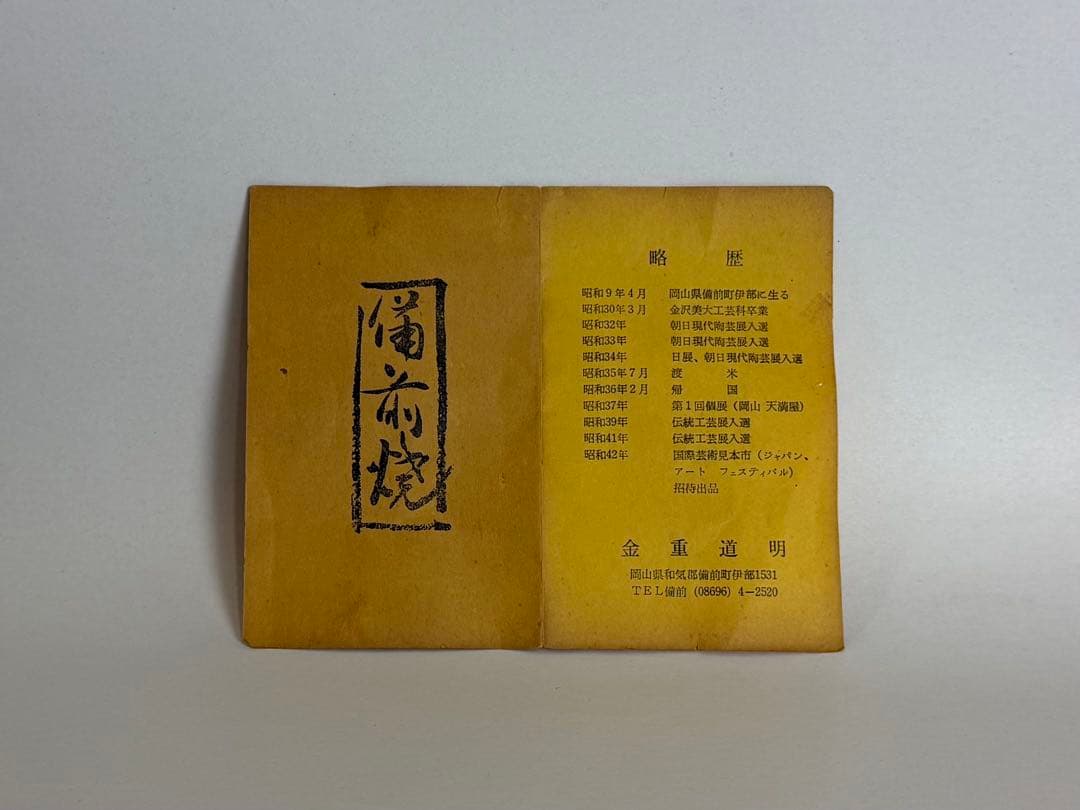 備前焼
略歴
昭和9年4月 岡山県備前町伊部に生る
昭和30年3月 金沢美大工芸科卒業
昭和32年 朝日現代陶芸展入選
昭和33年 朝日現代陶芸展入選
昭和34年 日展、朝日現代陶芸展入選
昭和35年7月 渡米
昭和36年2月 帰国
昭和37年 第1回個展(岡山 天満屋)
昭和39年 伝統工芸展入選
昭和41年 伝統工芸展入選
昭和42年 国際芸術見本市(ジャパン、
アート フェスティバル)
招待出品
金重道明
岡山県和気郡備前町伊部1531
TEL備前(08696)4-2520